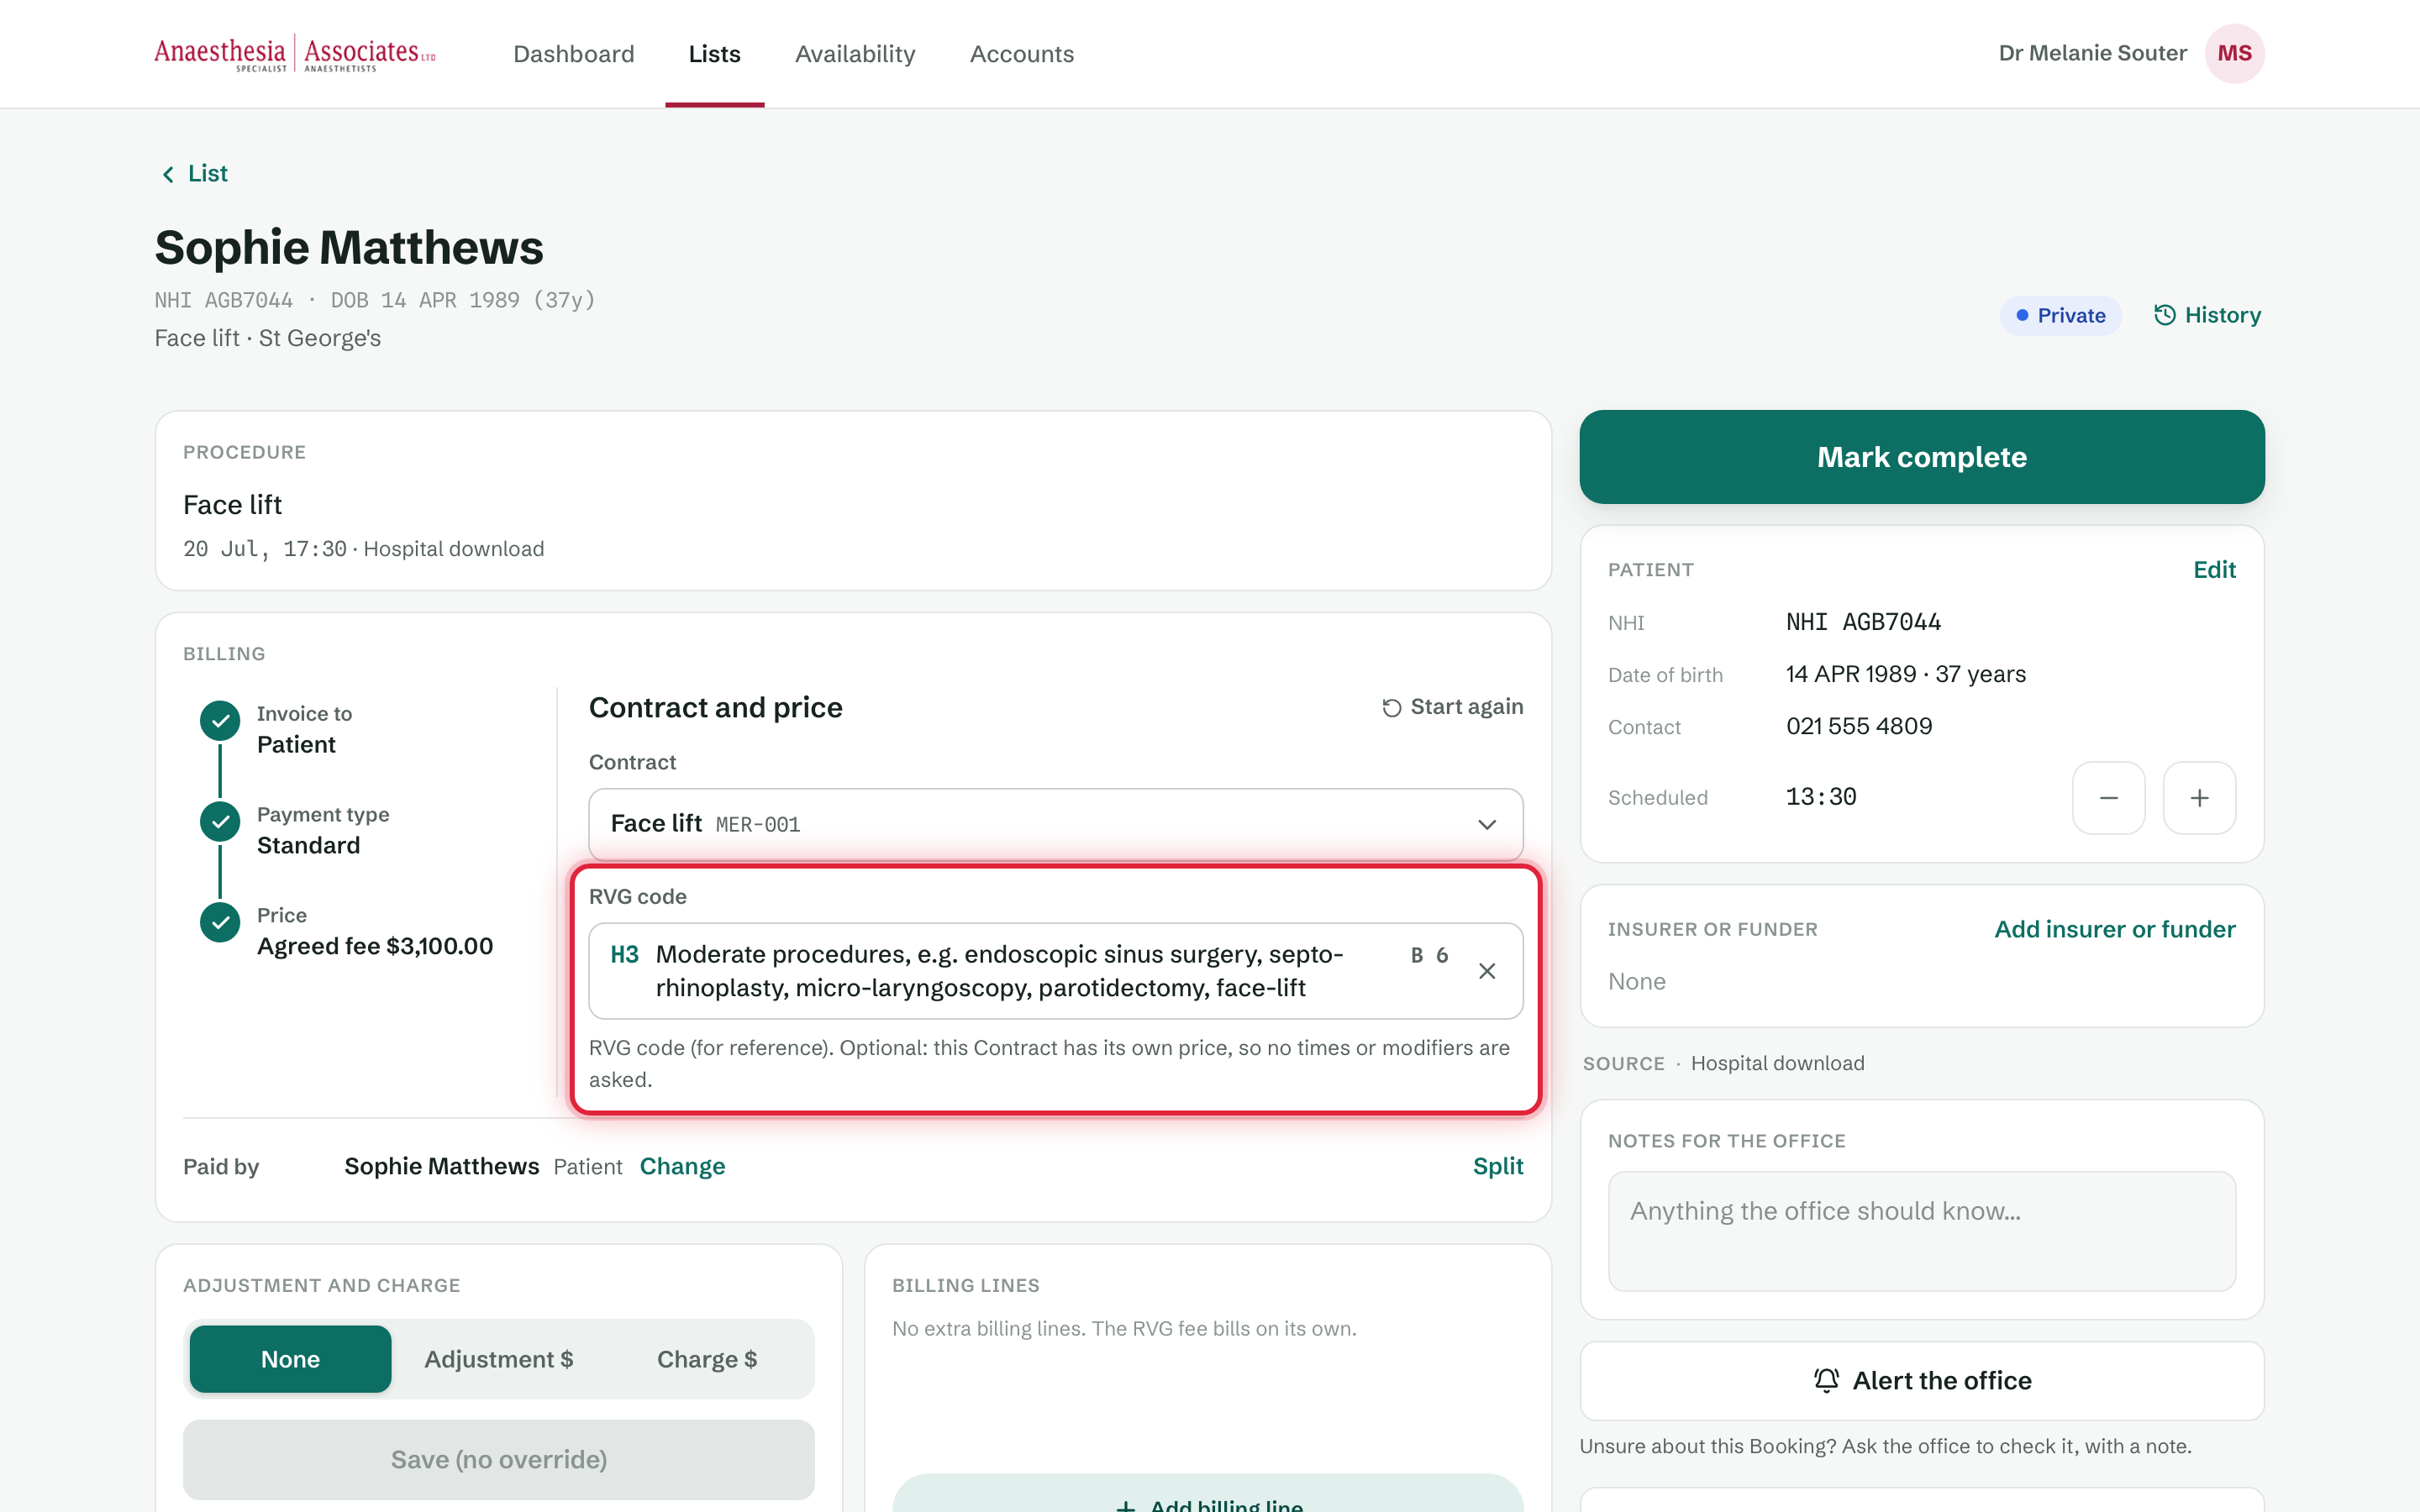 Anaesthesia Associates LTD
SPECIALIST ANAESTHETISTS
Dashboard
Lists
Availability
Accounts
Dr Melanie Souter
MS
List
Sophie Matthews
NHI AGB7044 · DOB 14 APR 1989 (37y)
Face lift · St George's
Private
History
PROCEDURE
Face lift
20 Jul, 17:30 · Hospital download
BILLING
Invoice to
Patient
Payment type
Standard
Price
Agreed fee $3,100.00
Contract and price
Start again
Contract
Face lift MER-001
RVG code
H3 Moderate procedures, e.g. endoscopic sinus surgery, septo-
rhinoplasty, micro-laryngoscopy, parotidectomy, face-lift
B 6
RVG code (for reference). Optional: this Contract has its own price, so no times or modifiers are
asked.
Paid by
Sophie Matthews Patient Change
Split
ADJUSTMENT AND CHARGE
None
Adjustment $
Charge $
Save (no override)
BILLING LINES
No extra billing lines. The RVG fee bills on its own.
+ Add billing line
Mark complete
PATIENT
Edit
NHI
NHI AGB7044
Date of birth
14 APR 1989 · 37 years
Contact
021 555 4809
Scheduled
13:30
INSURER OR FUNDER
Add insurer or funder
None
SOURCE · Hospital download
NOTES FOR THE OFFICE
Anything the office should know...
Alert the office
Unsure about this Booking? Ask the office to check it, with a note.